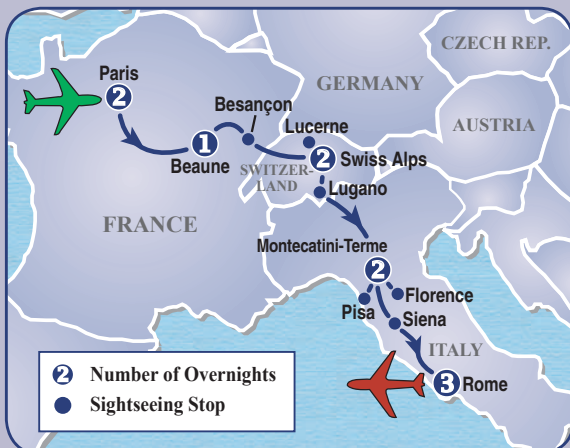 CZECH REP.
Paris
2
GERMANY
Besançon
Lucerne
AUSTRIA
1
Beaune
2
Swiss Alps
SWITZER-
LAND
Lugano
FRANCE
Montecatini-Terme
2
Florence
Pisa
Siena
ITALY
3
Rome
2 Number of Overnights
Sightseeing Stop